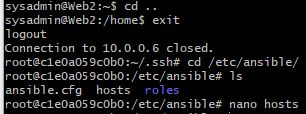 sysadmin@Web2:~$ cd ..
sysadmin@Web2:/home$ exit
logout
Connection to 10.0.0.6 closed.
root@c1e0a059c0b0:~/.ssh# cd /etc/ansible/
root@c1e0a059c0b0:/etc/ansible# ls
ansible.cfg  hosts  roles
root@c1e0a059c0b0:/etc/ansible# nano hosts